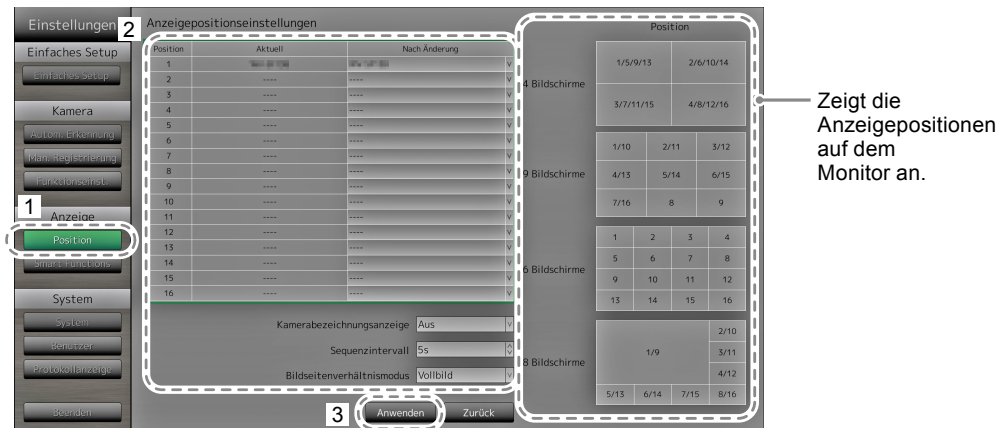 Einstellungen
2
Anzeigepositionseinstellungen
Einfaches Setup
Einfaches Setup
Kamera
Autom. Erkennung
Man. Registrierung
Funktionseinst.
1
Anzeige
Position
Smart Functions
System
System
Benutzer
Protokollanzeige
Beenden
Position Aktuell Nach Änderung
1
2 ---- ----
3 ---- ----
4 ---- ----
5 ---- ----
6 ---- ----
7 ---- ----
8 ---- ----
9 ---- ----
10 ---- ----
11 ---- ----
12 ---- ----
13 ---- ----
14 ---- ----
15 ---- ----
16 ---- ----
Kamerabezeichnungsanzeige Aus
Sequenzintervall 5s
Bildseitenverhältnismodus Vollbild
3
Anwenden Zurück
Position
4 Bildschirme
1/5/9/13 2/6/10/14
3/7/11/15 4/8/12/16
9 Bildschirme
1/10 2/11 3/12
4/13 5/14 6/15
7/16 8 9
6 Bildschirme
1 2 3 4
5 6 7 8
9 10 11 12
13 14 15 16
8 Bildschirme
1/9 2/10
3/11
4/12
5/13 6/14 7/15 8/16
Zeigt die
Anzeigepositionen
auf dem
Monitor an.